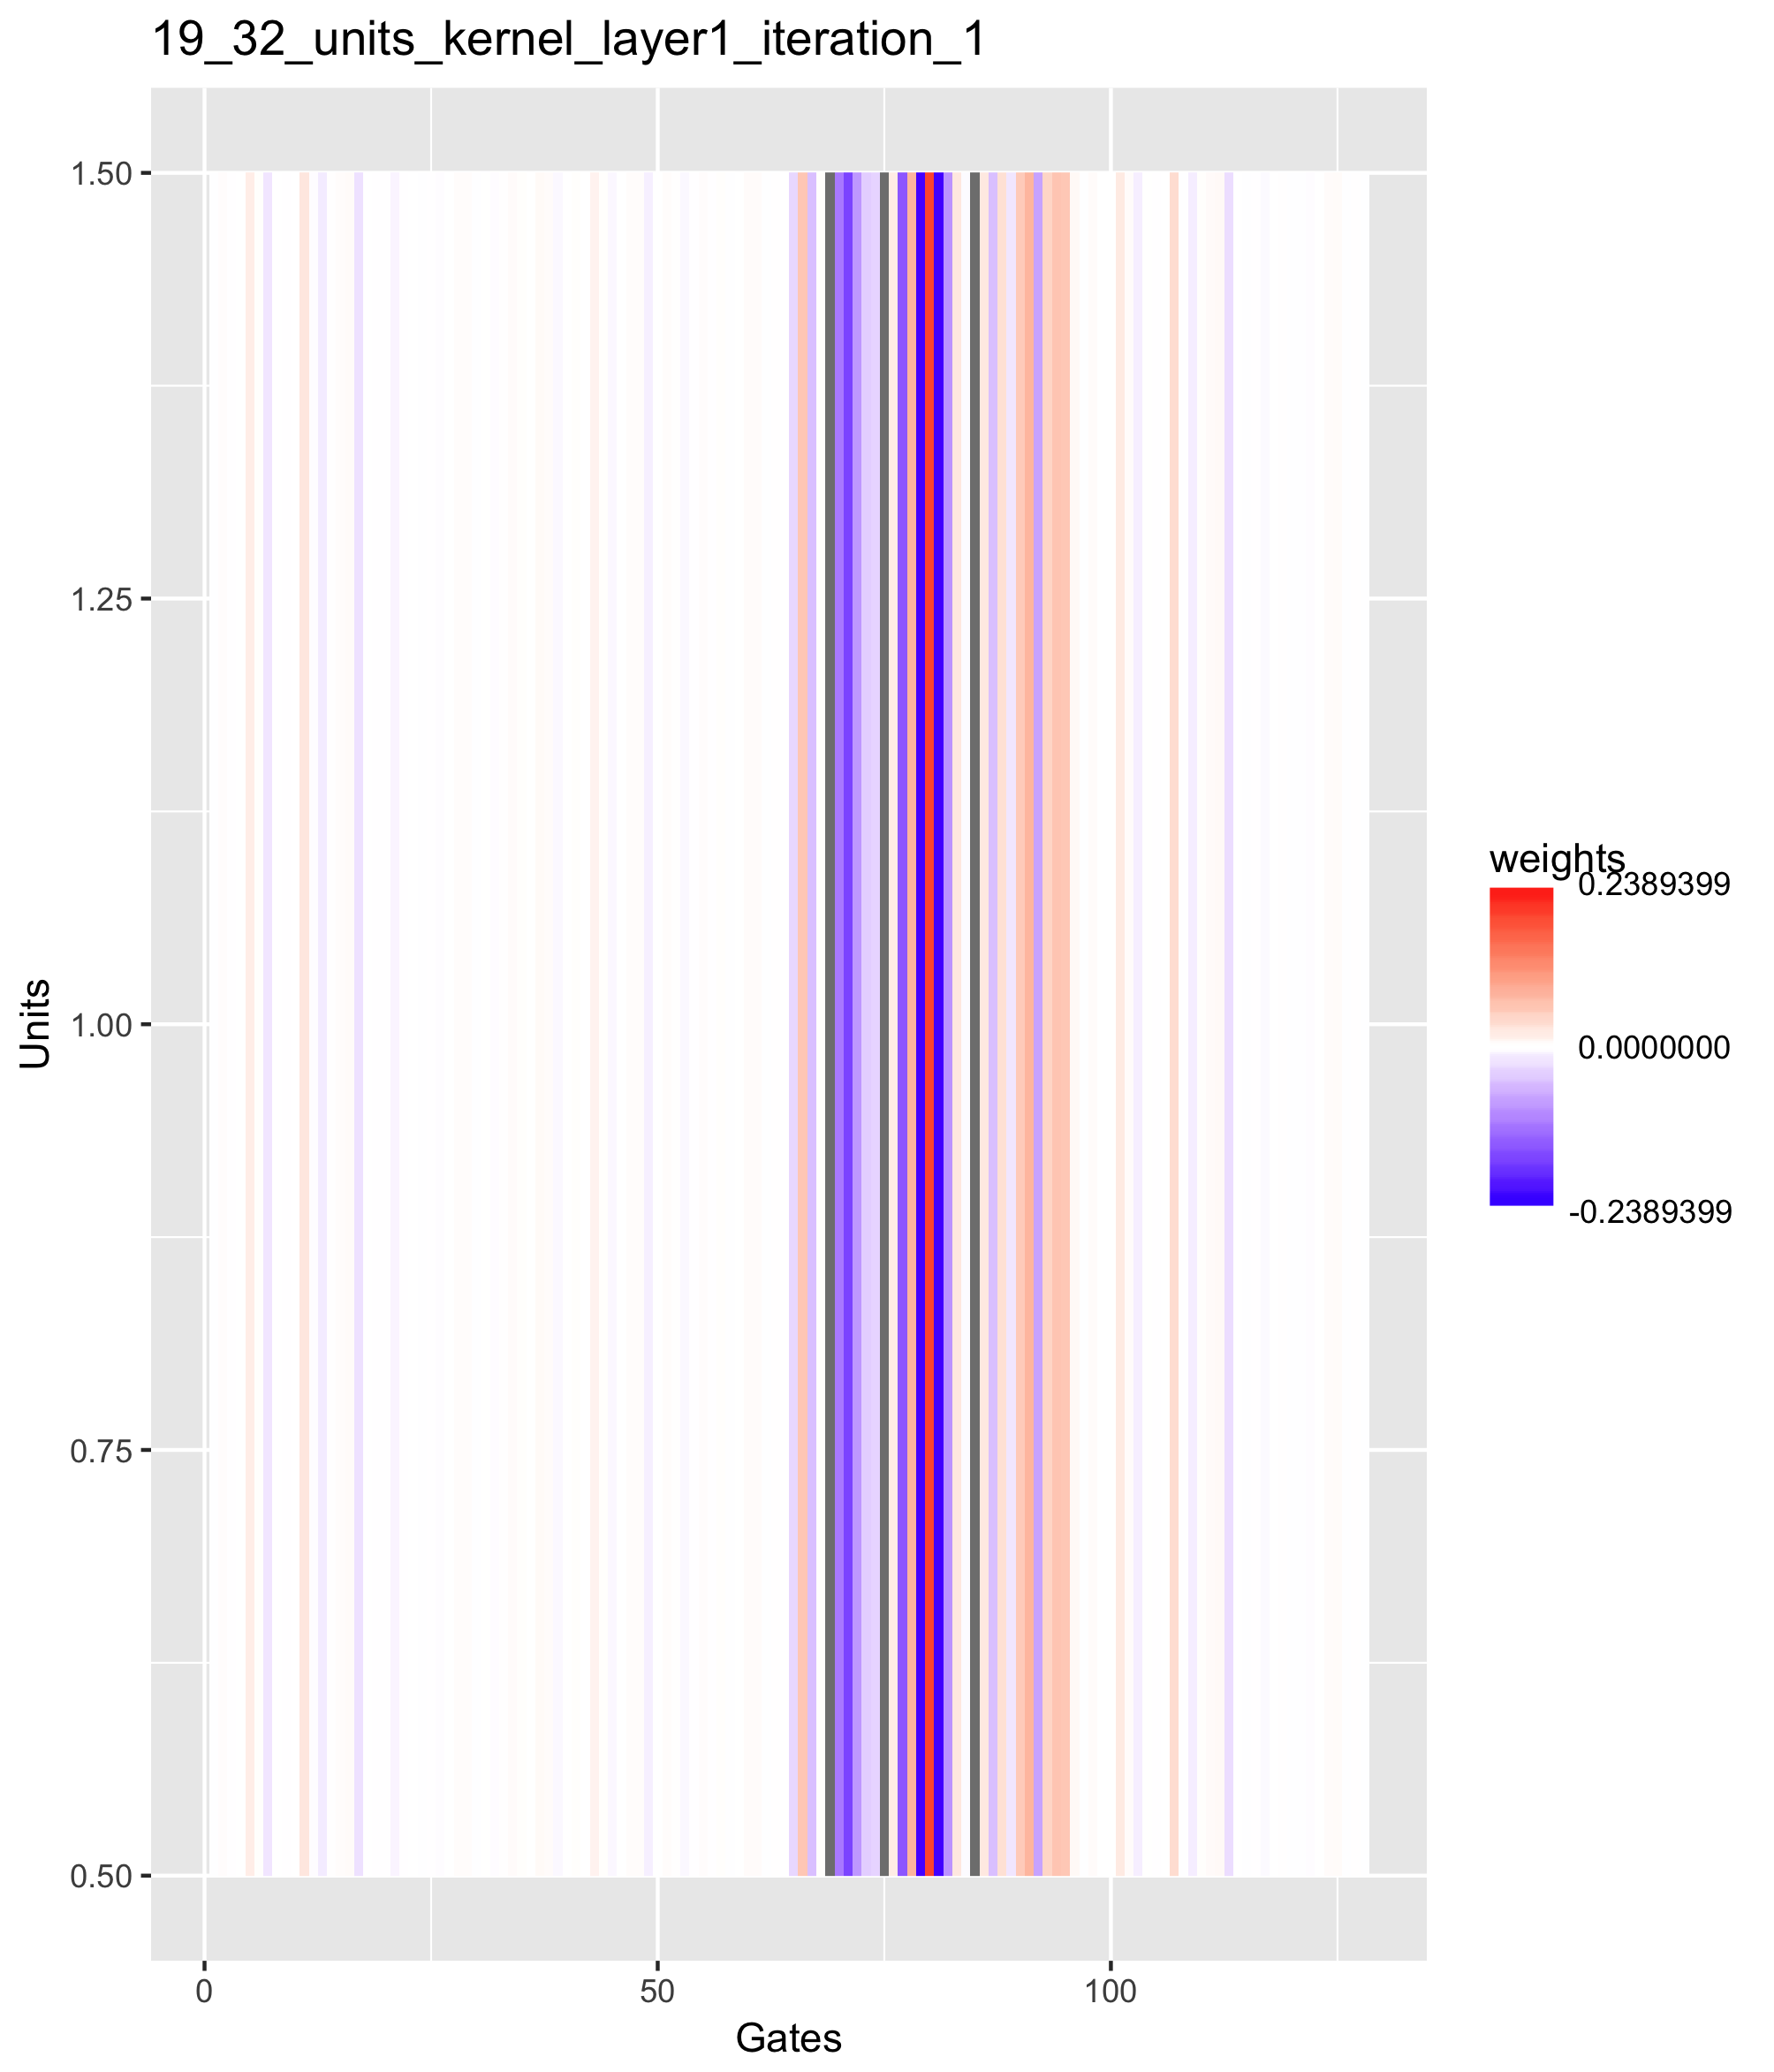 19_32_units_kernel_layer1_iteration_1
1.50
1.25
1.00
0.75
0.50
Units
0
50
100
Gates
weights
0.2389399
0.0000000
-0.2389399